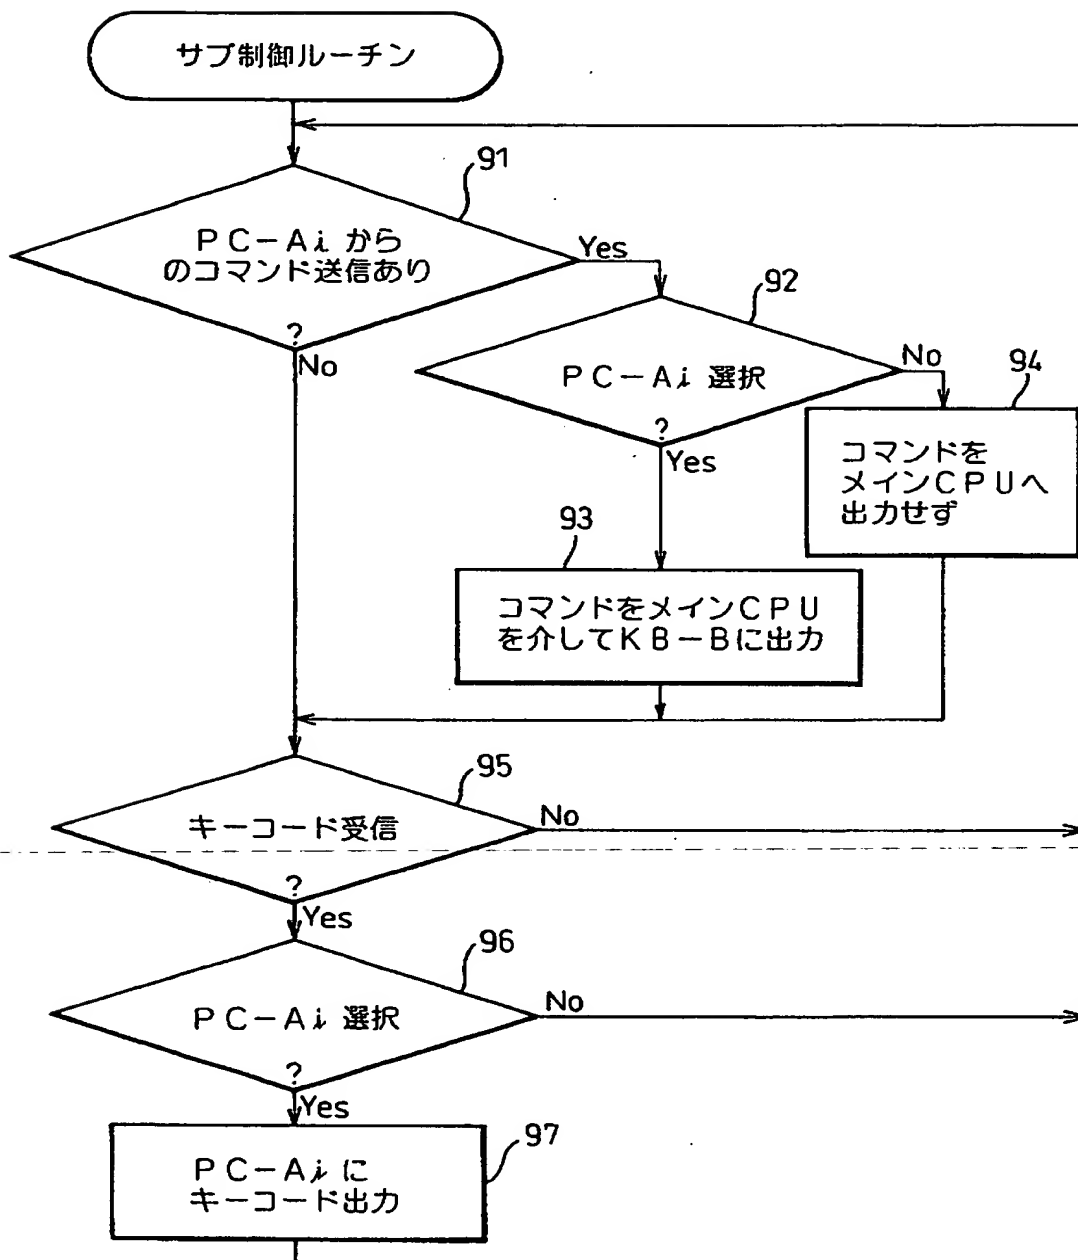 サブ制御ルーチン
91
PC-Ai から
のコマンド送信あり
?
Yes
No
92
PC-Ai 選択
?
No
Yes
94
コマンドを
メインCPUへ
出力せず
93
コマンドをメインCPU
を介してKB-Bに出力
95
キーコード受信
?
No
Yes
96
PC-Ai 選択
?
No
Yes
97
PC-Aiに
キーコード出力